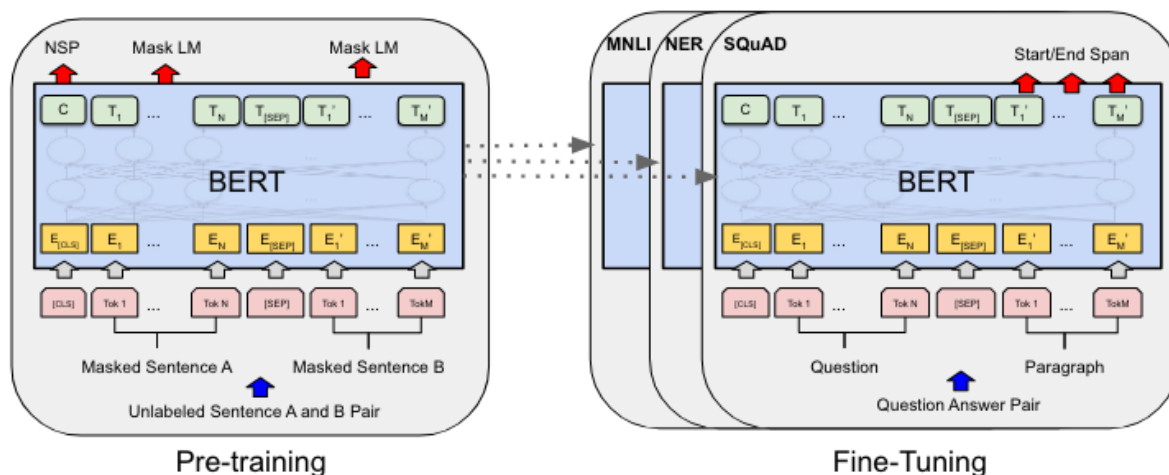 NSP Mask LM Mask LM
C T1 ... TN T[SEP] T1' ... TM'
...
...
BERT
E[CLS] E1 ... EN E[SEP] E1' ... EM'
[CLS] Tok 1 ... Tok N [SEP] Tok 1 ... TokM
Masked Sentence A Masked Sentence B
Unlabeled Sentence A and B Pair
Pre-training
MNLI NER SQuAD
Start/End Span
C T1 ... TN T[SEP] T1' ... TM'
...
...
BERT
E[CLS] E1 ... EN E[SEP] E1' ... EM'
[CLS] Tok 1 ... Tok N [SEP] Tok 1 ... TokM
Question Paragraph
Question Answer Pair
Fine-Tuning